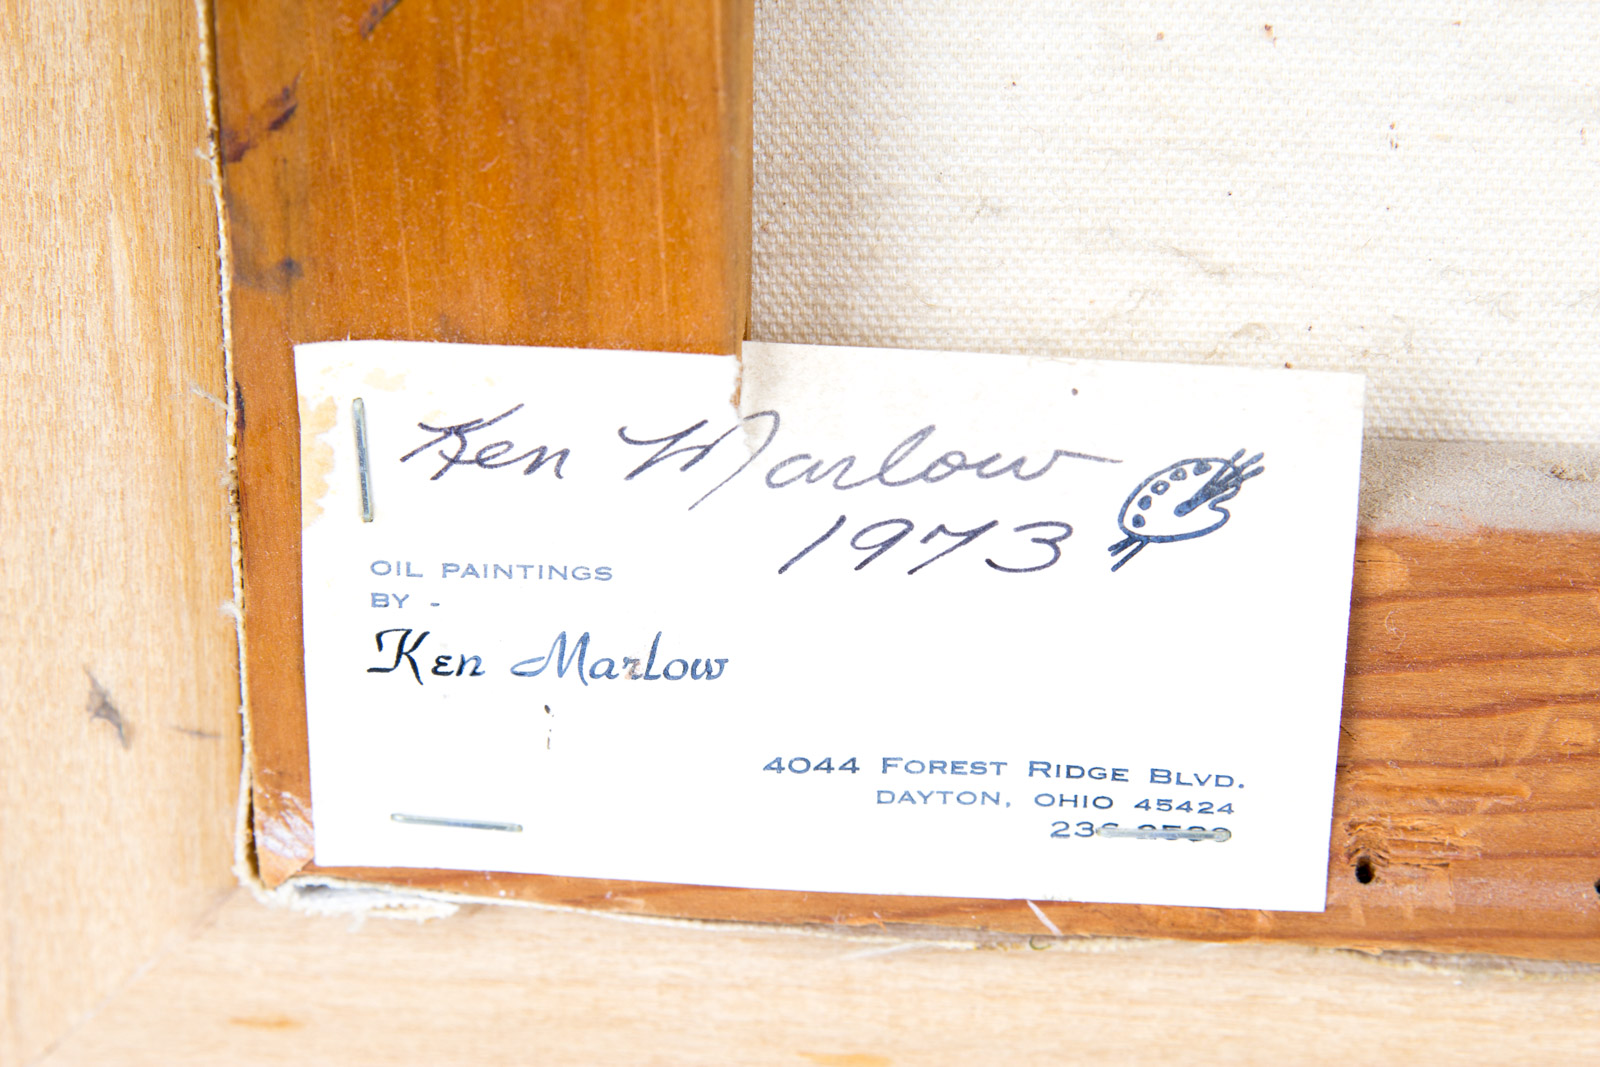 Ken Marlow
1973
OIL PAINTINGS
BY -
Ken Marlow
4044 FOREST RIDGE BLVD.
DAYTON, OHIO 45424